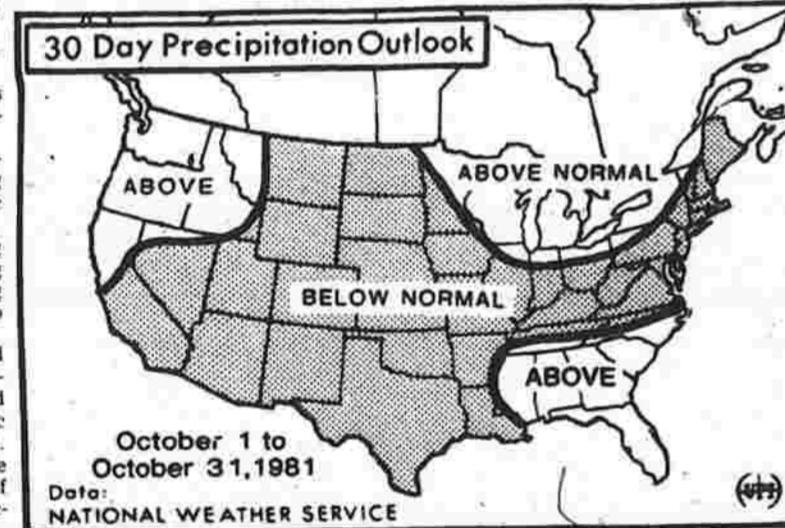 30 Day Precipitation Outlook
ABOVE
ABOVE NORMAL
BELOW NORMAL
ABOVE
October 1 to
October 31,1981
Data:
NATIONAL WEATHER SERVICE
UPI